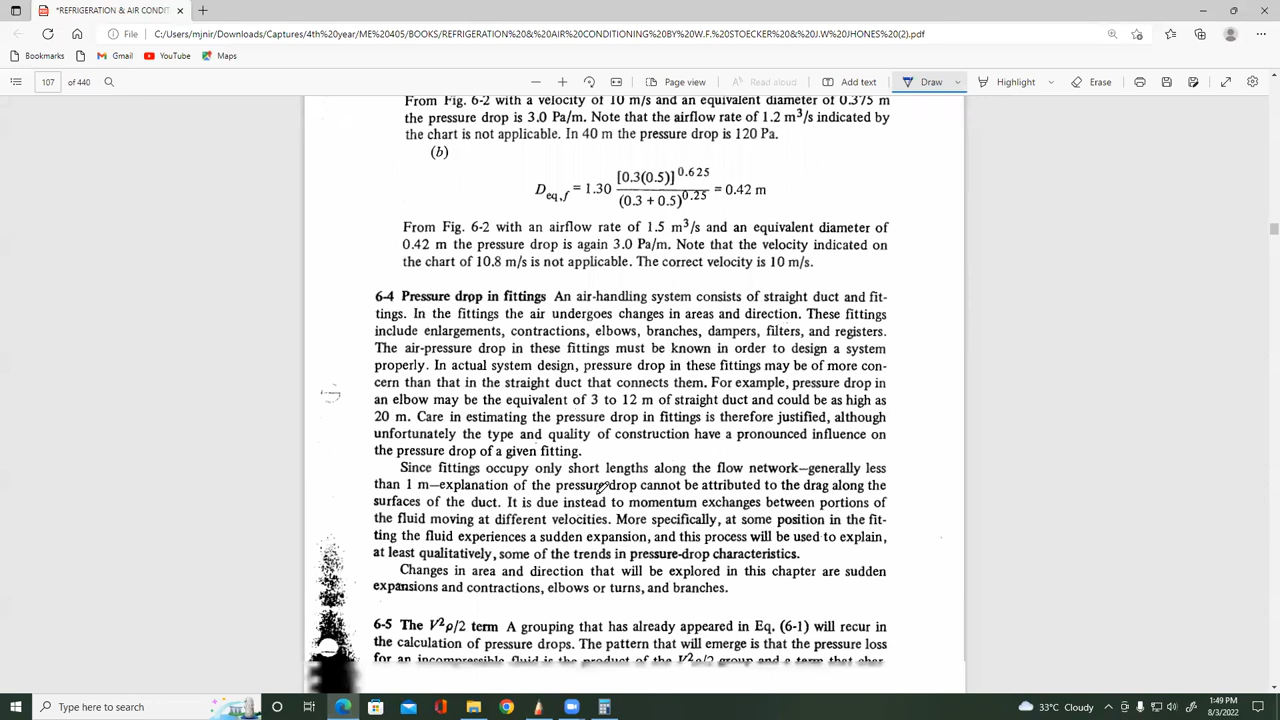 *REFRIGERATION & AIR CONDIT
File
C:/Users/mjnir/Downloads/Captures/4th%20year/ME%20405/BOOKS/REFRIGERATION%20&%20AIR%20CONDITIONING%20BY%20W.F.%20STOECKER%20&%20J.W%20JHONES%20(2).pdf
Bookmarks Gmail YouTube Maps
107 of 440 Page view Read aloud Add text Draw Highlight Erase
From Fig. 6-2 with a velocity of 10 m/s and an equivalent diameter of 0.375 m
the pressure drop is 3.0 Pa/m. Note that the airflow rate of 1.2 m³/s indicated by
the chart is not applicable. In 40 m the pressure drop is 120 Pa.
(b)
D_eq,f = 1.30 [0.3(0.5)]^0.625 / (0.3 + 0.5)^0.25 = 0.42 m
From Fig. 6-2 with an airflow rate of 1.5 m³/s and an equivalent diameter of
0.42 m the pressure drop is again 3.0 Pa/m. Note that the velocity indicated on
the chart of 10.8 m/s is not applicable. The correct velocity is 10 m/s.
6-4 Pressure drop in fittings An air-handling system consists of straight duct and fit-
tings. In the fittings the air undergoes changes in areas and direction. These fittings
include enlargements, contractions, elbows, branches, dampers, filters, and registers.
The air-pressure drop in these fittings must be known in order to design a system
properly. In actual system design, pressure drop in these fittings may be of more con-
cern than that in the straight duct that connects them. For example, pressure drop in
an elbow may be the equivalent of 3 to 12 m of straight duct and could be as high as
20 m. Care in estimating the pressure drop in fittings is therefore justified, although
unfortunately the type and quality of construction have a pronounced influence on
the pressure drop of a given fitting.
Since fittings occupy only short lengths along the flow network—generally less
than 1 m—explanation of the pressure drop cannot be attributed to the drag along the
surfaces of the duct. It is due instead to momentum exchanges between portions of
the fluid moving at different velocities. More specifically, at some position in the fit-
ting the fluid experiences a sudden expansion, and this process will be used to explain,
at least qualitatively, some of the trends in pressure-drop characteristics.
Changes in area and direction that will be explored in this chapter are sudden
expansions and contractions, elbows or turns, and branches.
6-5 The V²ρ/2 term A grouping that has already appeared in Eq. (6-1) will recur in
the calculation of pressure drops. The pattern that will emerge is that the pressure loss
for an incompressible fluid is the product of the V²ρ/2 group and a term that char-
Type here to search
33°C Cloudy
1:49 PM
8/3/2022